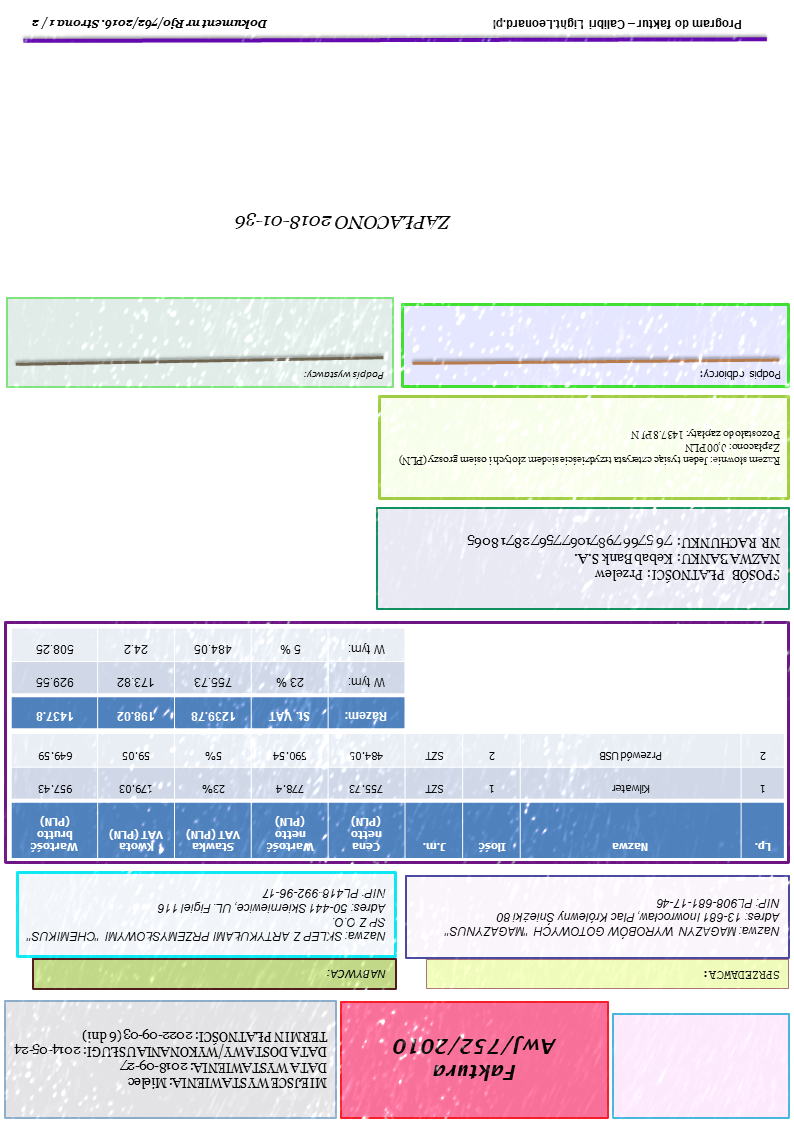 Faktura
AwJ/752/2010
MIEJSCE WYSTAWIENIA: Mielec
DATA WYSTAWIENIA: 2018-09-27
DATA DOSTAWY/WYKONANIA USŁUGI: 2014-05-24
TERMIN PŁATNOŚCI: 2022-09-03 (6 dni)
SPRZEDAWCA:
NABYWCA:
Nazwa: MAGAZYN WYROBÓW GOTOWYCH "MAGAZYNUS"
Adres: 13-681 Inowrocław, Plac Królewny Śnieżki 80
NIP: PL908-681-17-46
Nazwa: SKLEP Z ARTYKUŁAMI PRZEMYSŁOWYMI "CHEMIKUS"
SP Z O.O.
Adres: 50-441 Skierniewice, UL. Figiel 116
NIP: PL418-992-96-17
Lp. Nazwa Ilość J.m. Cena netto (PLN) Wartość netto (PLN) Stawka VAT (PLN) Kwota VAT (PLN) Wartość brutto (PLN)
1 Kilwater 1 SZT 755.73 778.4 23% 179.03 957.43
2 Przewód USB 2 SZT 484.05 590.54 5% 59.05 649.59
Razem: St. VAT 1239.78 198.02 1437.8
W tym: 23 % 755.73 173.82 929.55
W tym: 5 % 484.05 24.2 508.25
SPOSÓB PŁATNOŚCI: Przelew
NAZWA BANKU: Kebab Bank S.A.
NR RACHUNKU: 76 576679871067756728718065
Razem słownie: Jeden tysiąc czterysta trzydzieści siedem złotych i osiem groszy (PLN)
Zapłacono: 0,00 PLN
Pozostało do zapłaty: 1437.8 PLN
Podpis odbiorcy:
Podpis wystawcy:
ZAPŁACONO 2018-01-36
Program do faktur – Calibri Light.Leonard.pl
Dokument nr Rjo/762/2016. Strona 1 / 2